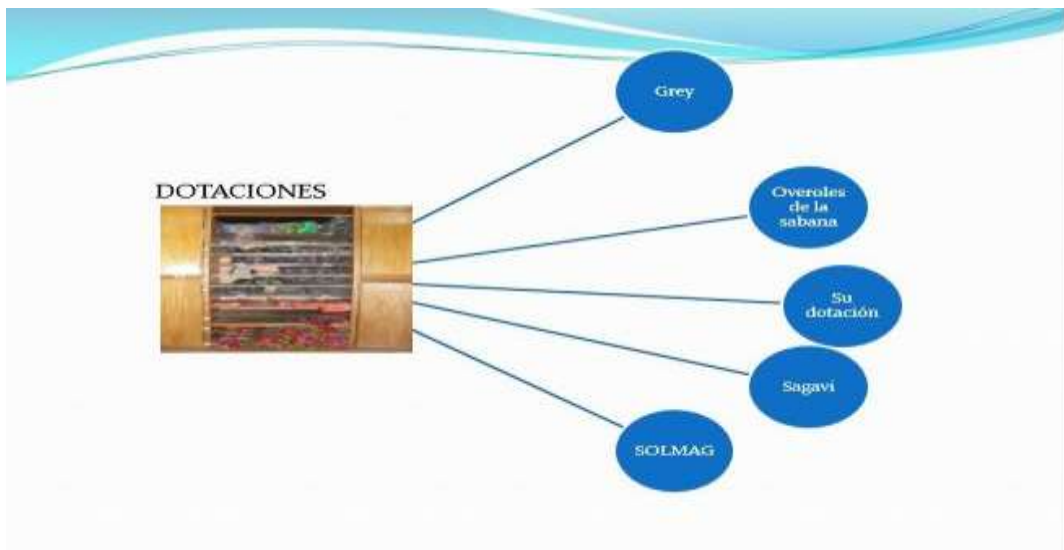 Grey
DOTACIONES
Overoles
de la
sabana
Su
dotación
Sagavi
SOLMAG